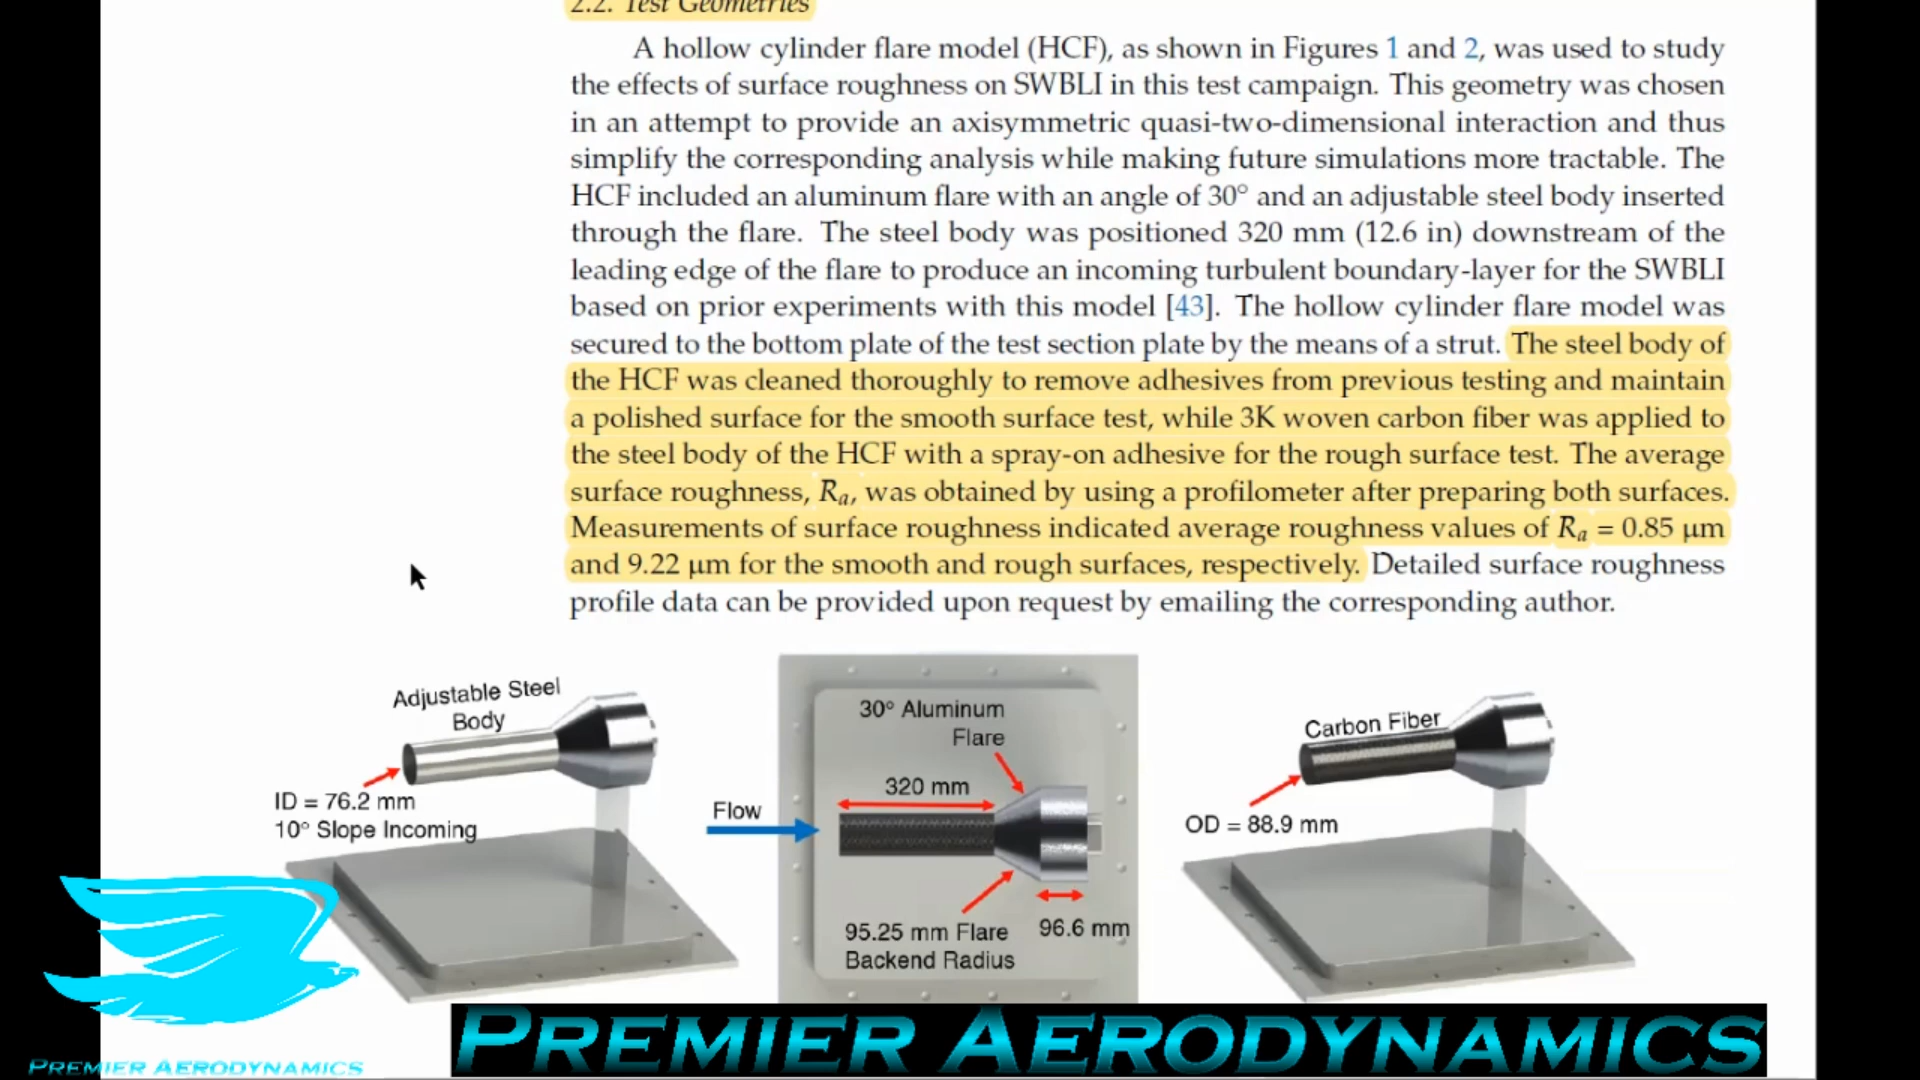 2.2. Test Geometries
A hollow cylinder flare model (HCF), as shown in Figures 1 and 2, was used to study
the effects of surface roughness on SWBLI in this test campaign. This geometry was chosen
in an attempt to provide an axisymmetric quasi-two-dimensional interaction and thus
simplify the corresponding analysis while making future simulations more tractable. The
HCF included an aluminum flare with an angle of 30° and an adjustable steel body inserted
through the flare. The steel body was positioned 320 mm (12.6 in) downstream of the
leading edge of the flare to produce an incoming turbulent boundary-layer for the SWBLI
based on prior experiments with this model [43]. The hollow cylinder flare model was
secured to the bottom plate of the test section plate by the means of a strut. The steel body of
the HCF was cleaned thoroughly to remove adhesives from previous testing and maintain
a polished surface for the smooth surface test, while 3K woven carbon fiber was applied to
the steel body of the HCF with a spray-on adhesive for the rough surface test. The average
surface roughness, Ra, was obtained by using a profilometer after preparing both surfaces.
Measurements of surface roughness indicated average roughness values of Ra = 0.85 μm
and 9.22 μm for the smooth and rough surfaces, respectively. Detailed surface roughness
profile data can be provided upon request by emailing the corresponding author.
Adjustable Steel
Body
ID = 76.2 mm
10° Slope Incoming
Flow
30° Aluminum
Flare
320 mm
95.25 mm Flare
Backend Radius
96.6 mm
Carbon Fiber
OD = 88.9 mm
PREMIER AERODYNAMICS
PREMIER AERODYNAMICS